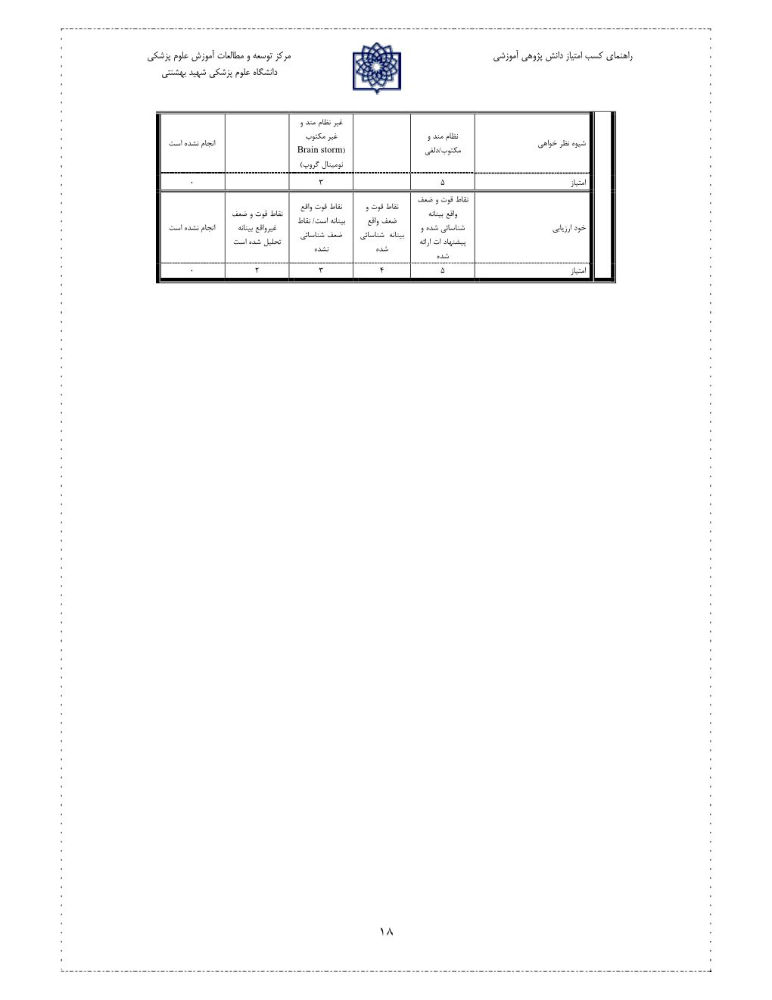 راهنمای کسب امتیاز دانش پژوهی آموزشی
مرکز توسعه و مطالعات آموزش علوم پزشکی
دانشگاه علوم پزشکی شهید بهشتتی
شیوه نظر خواهی
نظام مند و
مکتوب/دلفی
غیر نظام مند و
غیر مکتوب
(Brain storm
نومینال گروپ)
انجام نشده است
امتیاز
۵
۳
۰
خود ارزیابی
نقاط قوت و ضعف
واقع بینانه
شناسائی شده و
پیشنهاد ات ارائه
شده
نقاط قوت و
ضعف واقع
بینانه شناسائی
شده
نقاط قوت واقع
بینانه است/ نقاط
ضعف شناسائی
نشده
نقاط قوت و ضعف
غیرواقع بینانه
تحلیل شده است
انجام نشده است
امتیاز
۵
۴
۳
۲
۰
۱۸